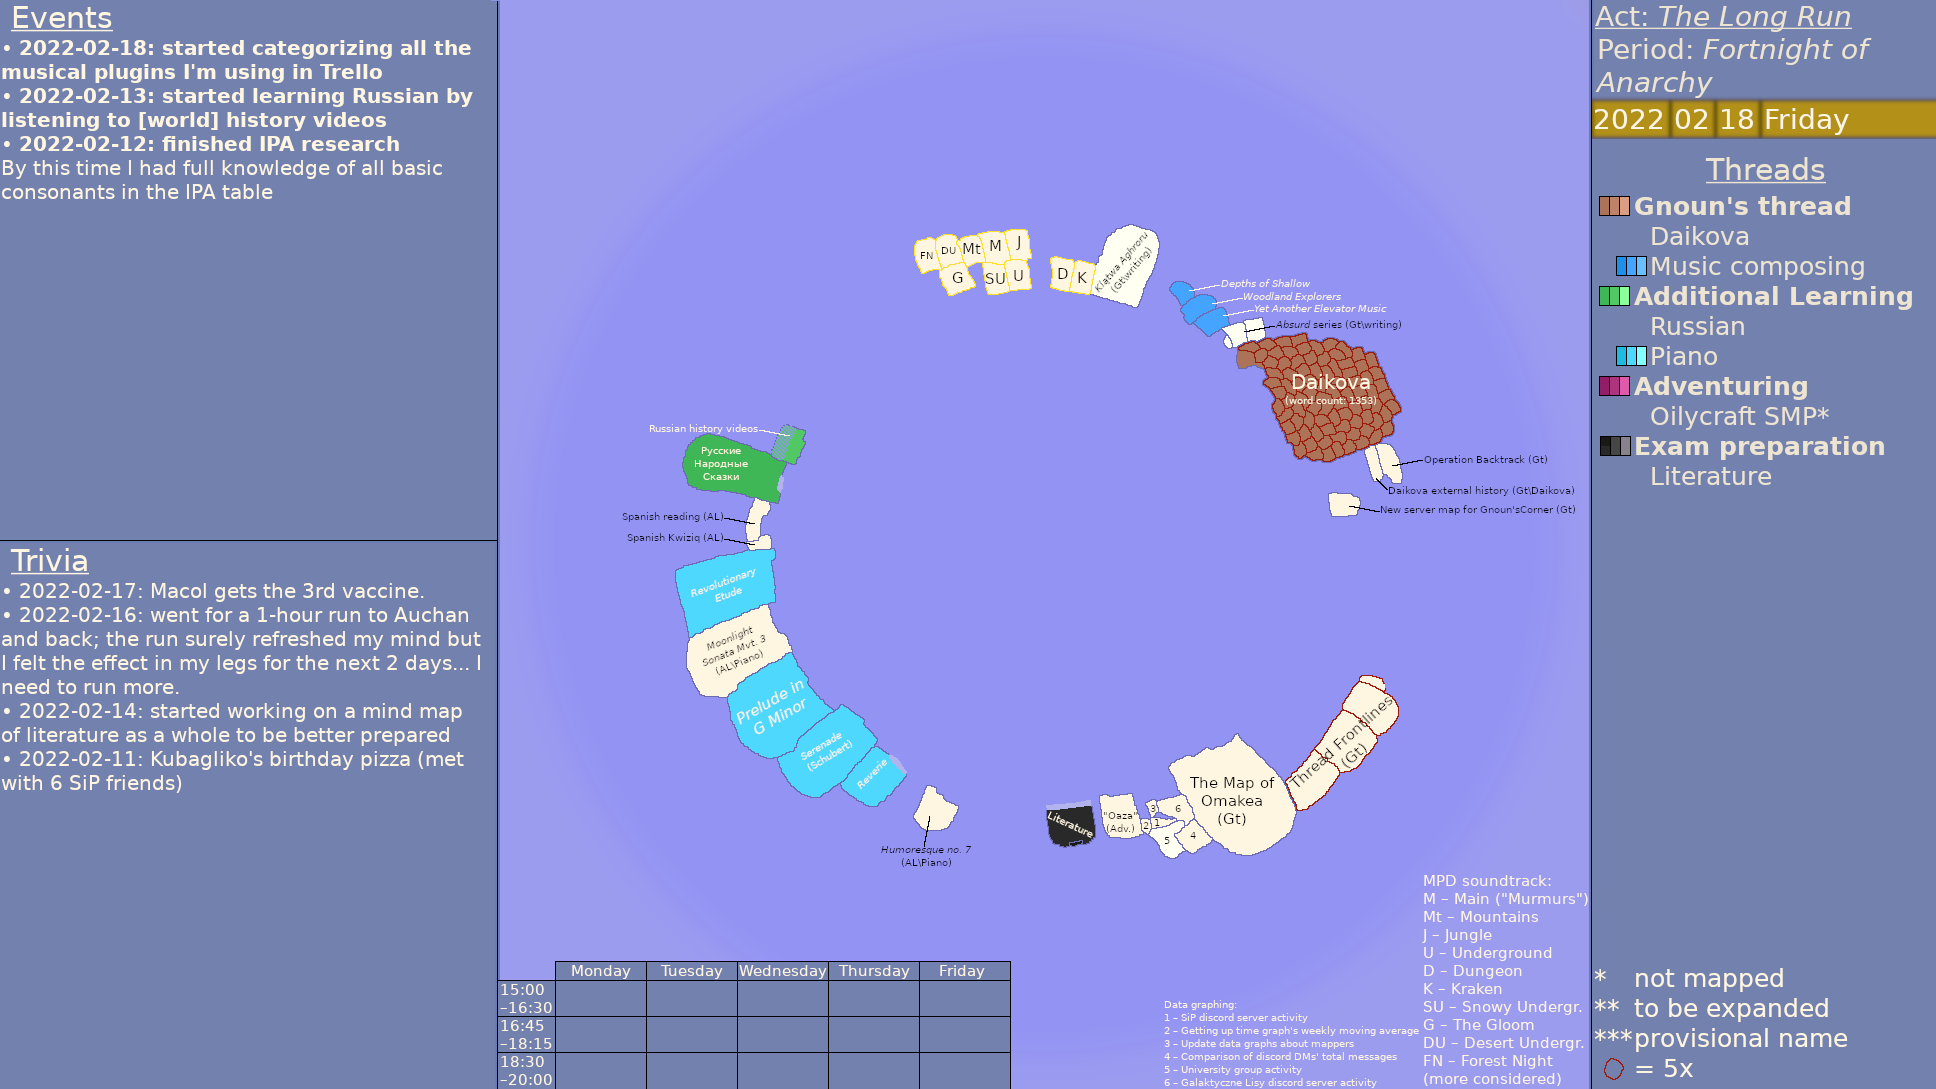 Events
• 2022-02-18: started categorizing all the
musical plugins I'm using in Trello
• 2022-02-13: started learning Russian by
listening to [world] history videos
• 2022-02-12: finished IPA research
By this time I had full knowledge of all basic
consonants in the IPA table
Trivia
• 2022-02-17: Macol gets the 3rd vaccine.
• 2022-02-16: went for a 1-hour run to Auchan
and back; the run surely refreshed my mind but
I felt the effect in my legs for the next 2 days... I
need to run more.
• 2022-02-14: started working on a mind map
of literature as a whole to be better prepared
• 2022-02-11: Kubagliko's birthday pizza (met
with 6 SiP friends)
FN
DU
Mt
M
J
G
SU
U
D
K
Klątwa Aghroru
(Gt\writing)
Depths of Shallow
Woodland Explorers
Yet Another Elevator Music
Absurd series (Gt\writing)
Daikova
(word count: 1353)
Operation Backtrack (Gt)
Daikova external history (Gt\Daikova)
New server map for Gnoun'sCorner (Gt)
Russian history videos
Русские
Народные
Сказки
Spanish reading (AL)
Spanish Kwiziq (AL)
Revolutionary
Etude
Moonlight
Sonata Mvt. 3
(AL\Piano)
Prelude in
G Minor
Serenade
(Schubert)
Reverie
Humoresque no. 7
(AL\Piano)
Literature
"Oaza"
(Adv.)
3
6
2
1
5
4
The Map of
Omakea
(Gt)
Thread Frontlines
(Gt)
Monday Tuesday Wednesday Thursday Friday
15:00
–16:30
16:45
–18:15
18:30
–20:00
Data graphing:
1 – SiP discord server activity
2 – Getting up time graph's weekly moving average
3 – Update data graphs about mappers
4 – Comparison of discord DMs' total messages
5 – University group activity
6 – Galaktyczne Lisy discord server activity
MPD soundtrack:
M – Main ("Murmurs")
Mt – Mountains
J – Jungle
U – Underground
D – Dungeon
K – Kraken
SU – Snowy Undergr.
G – The Gloom
DU – Desert Undergr.
FN – Forest Night
(more considered)
Act: The Long Run
Period: Fortnight of
Anarchy
2022 02 18 Friday
Threads
Gnoun's thread
Daikova
Music composing
Additional Learning
Russian
Piano
Adventuring
Oilycraft SMP*
Exam preparation
Literature
* not mapped
** to be expanded
*** provisional name
= 5x